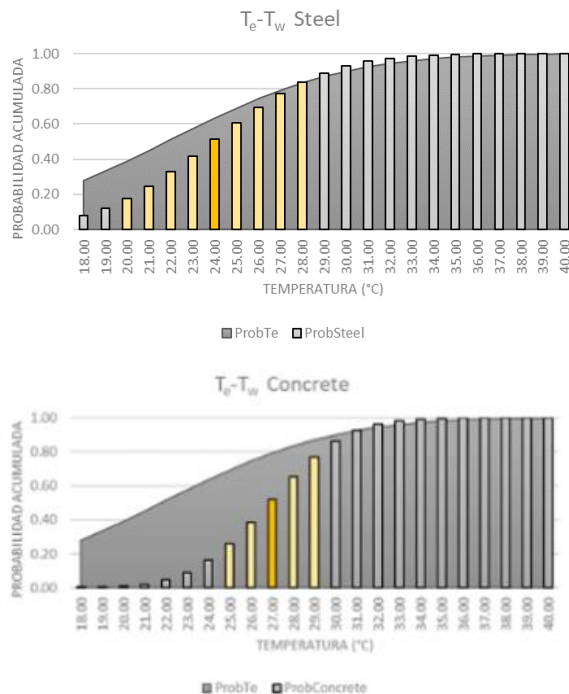 Te-Tw Steel
PROBABILIDAD ACUMULADA
1.00
0.80
0.60
0.40
0.20
0.00
18.00 19.00 20.00 21.00 22.00 23.00 24.00 25.00 26.00 27.00 28.00 29.00 30.00 31.00 32.00 33.00 34.00 35.00 36.00 37.00 38.00 39.00 40.00
TEMPERATURA (°C)
ProbTe ProbSteel
Te-Tw Concrete
PROBABILIDAD ACUMULADA
1.00
0.80
0.60
0.40
0.20
0.00
18.00 19.00 20.00 21.00 22.00 23.00 24.00 25.00 26.00 27.00 28.00 29.00 30.00 31.00 32.00 33.00 34.00 35.00 36.00 37.00 38.00 39.00 40.00
TEMPERATURA (°C)
ProbTe ProbConcrete